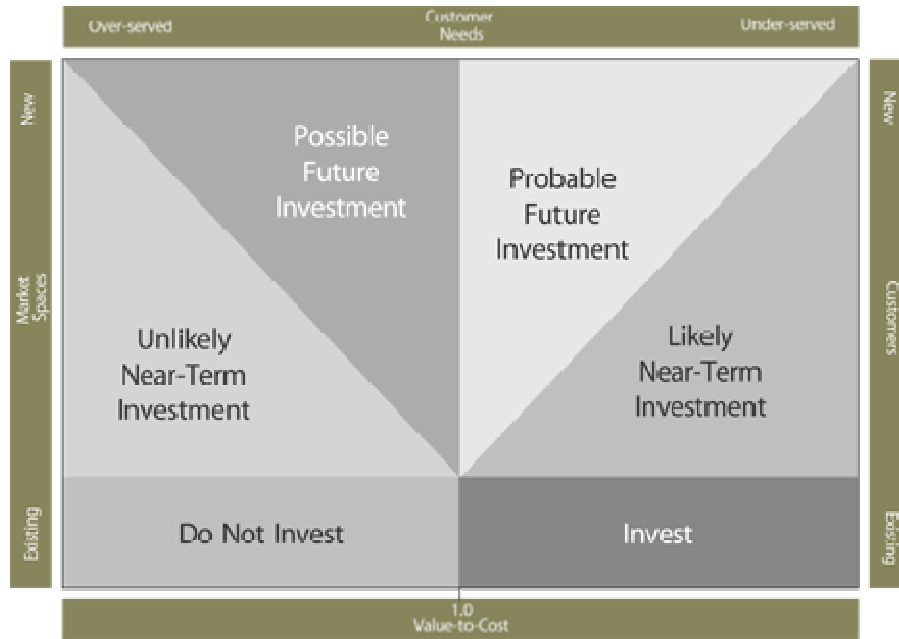 Over-served
Customer
Needs
Under-served
New
Market
Spaces
Existing
Possible
Future
Investment
Probable
Future
Investment
Unlikely
Near-Term
Investment
Likely
Near-Term
Investment
Do Not Invest
Invest
New
Customers
Existing
1.0
Value-to-Cost